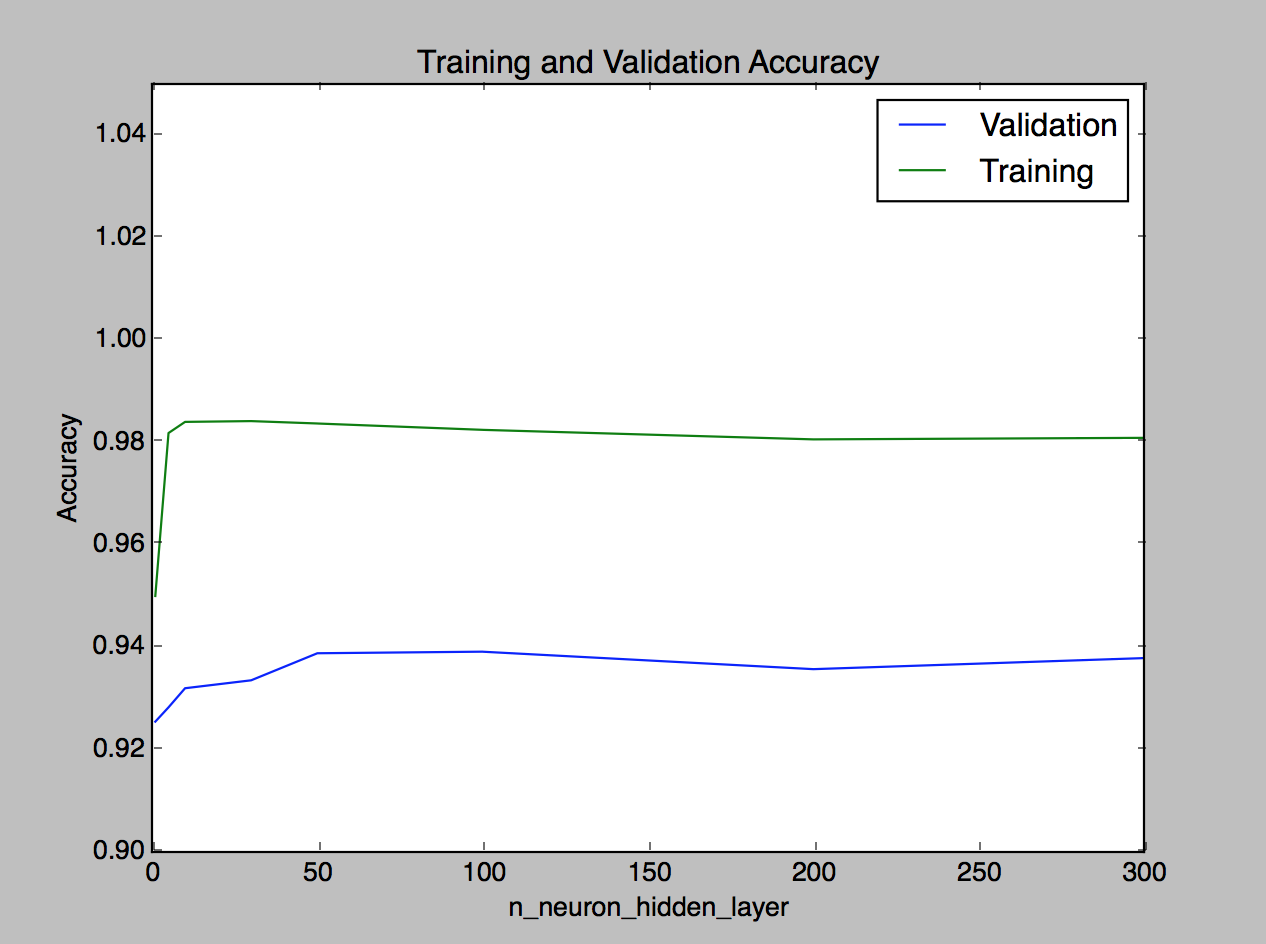 Training and Validation Accuracy
Validation
Training
1.04
1.02
1.00
0.98
0.96
0.94
0.92
0.90
Accuracy
0 50 100 150 200 250 300
n_neuron_hidden_layer